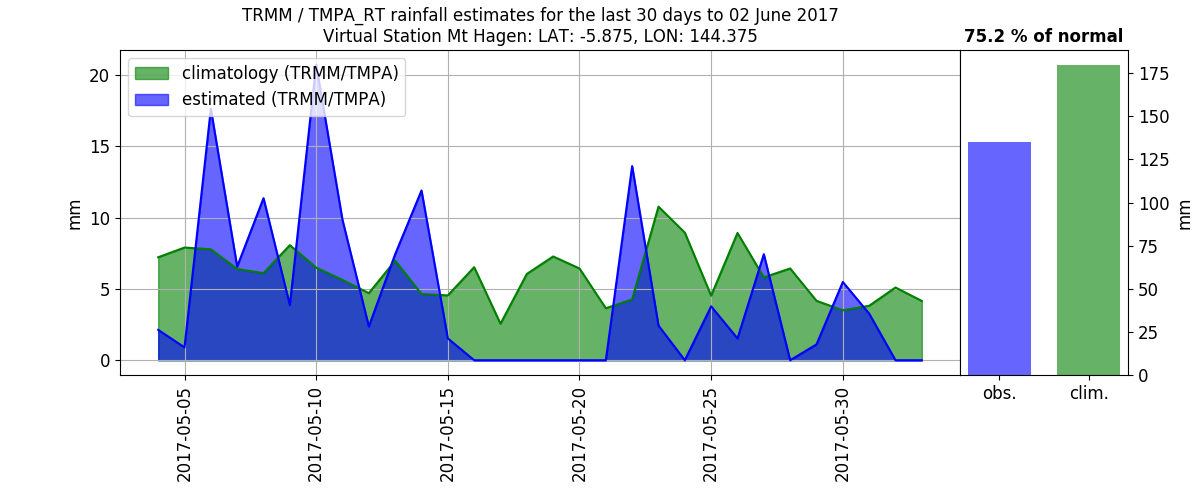 TRMM / TMPA_RT rainfall estimates for the last 30 days to 02 June 2017
Virtual Station Mt Hagen: LAT: -5.875, LON: 144.375
75.2 % of normal
climatology (TRMM/TMPA)
estimated (TRMM/TMPA)
mm
20
15
10
5
0
2017-05-05
2017-05-10
2017-05-15
2017-05-20
2017-05-25
2017-05-30
175
150
125
100
75
50
25
0
mm
obs.
clim.